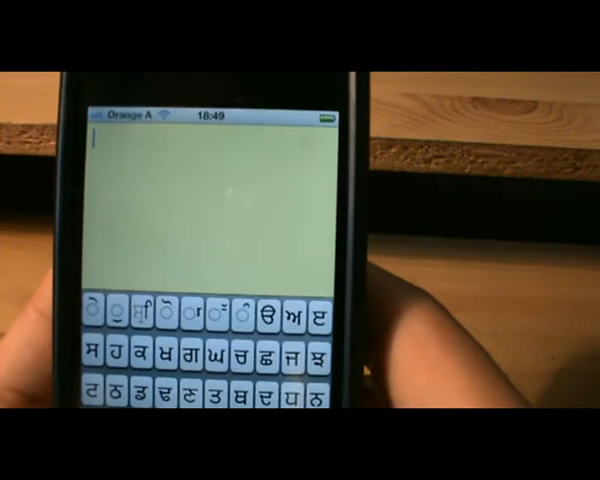 Orange A 18:49
ੇ ੁ ਸ੍ਰੀ ੋ ਾ ੱ ੰ ੳ ਅ ੲ
ਸ ਹ ਕ ਖ ਗ ਘ ਚ ਛ ਜ ਝ
ਟ ਠ ਡ ਢ ਣ ਤ ਥ ਦ ਧ ਨ